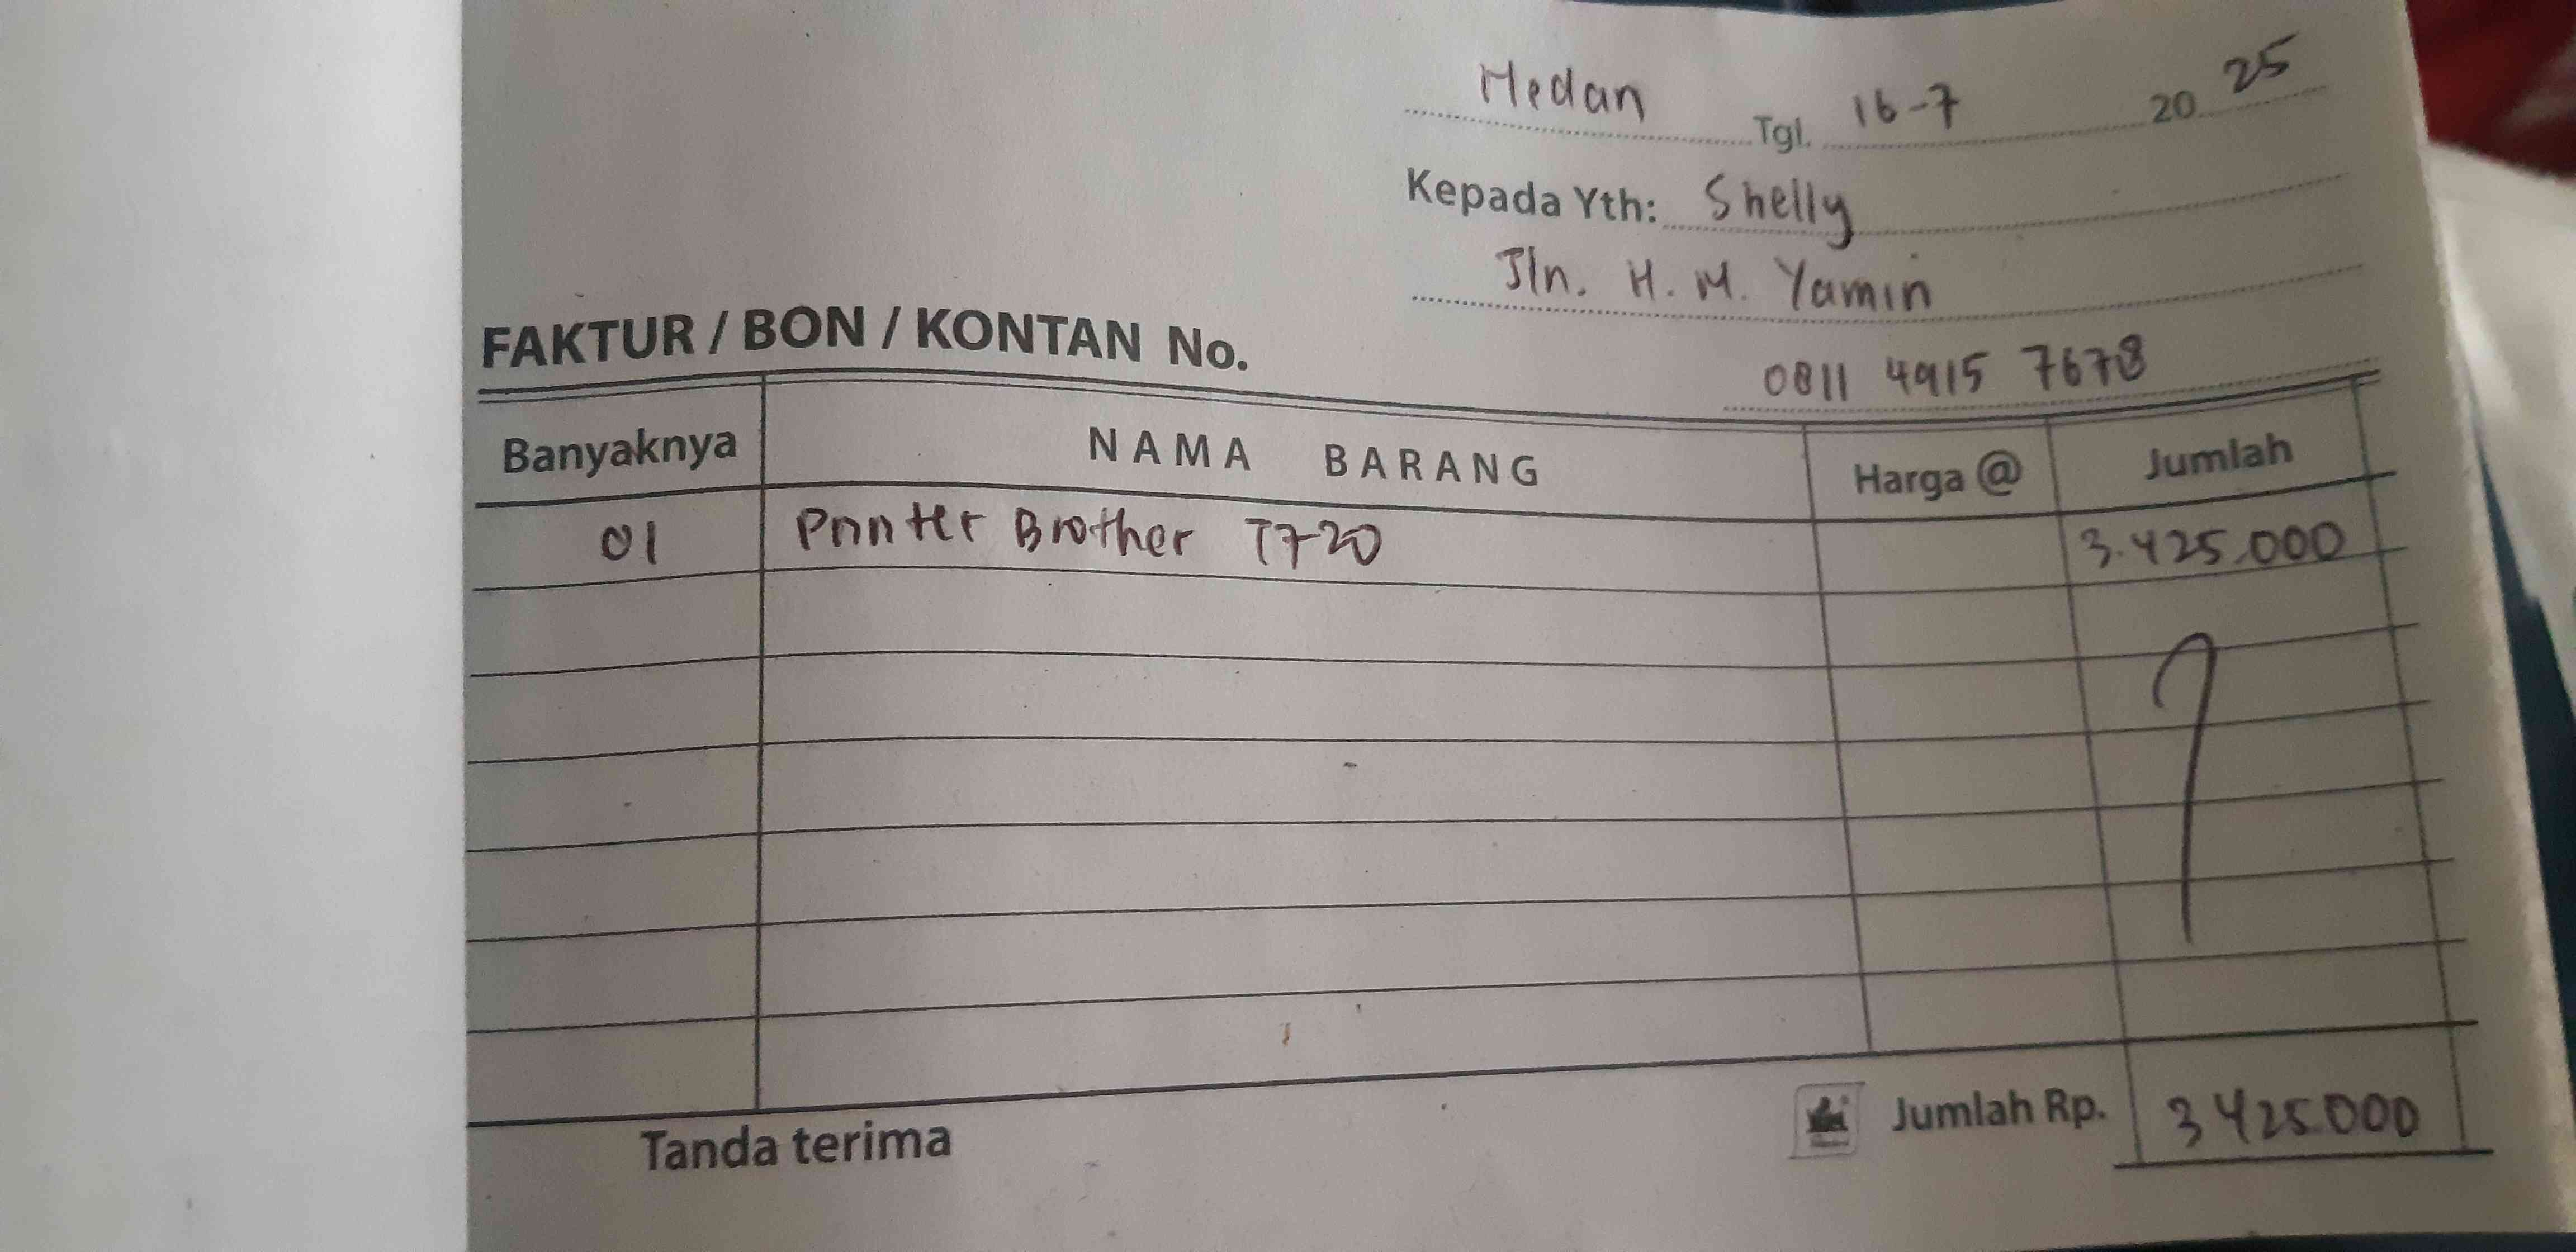 Medan Tgl. 16-7 20 25
Kepada Yth: Shelly
Jln. H. M. Yamin
FAKTUR / BON / KONTAN No.
0811 4915 7678
Banyaknya NAMA BARANG Harga @ Jumlah
01 Printer Brother T720 3.425.000
Tanda terima Jumlah Rp. 3 425.000